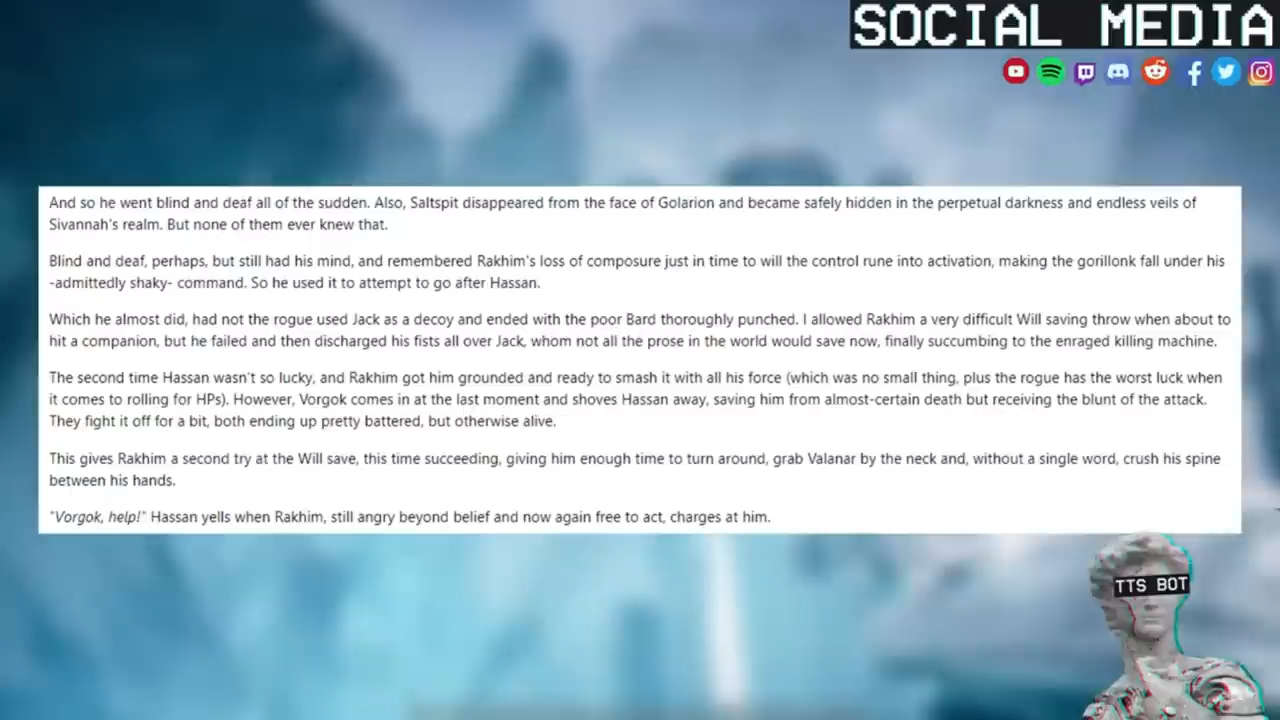 SOCIAL MEDIA
And so he went blind and deaf all of the sudden. Also, Saltspit disappeared from the face of Golarion and became safely hidden in the perpetual darkness and endless veils of
Sivannah's realm. But none of them ever knew that.
Blind and deaf, perhaps, but still had his mind, and remembered Rakhim's loss of composure just in time to will the control rune into activation, making the gorillonk fall under his
-admittedly shaky- command. So he used it to attempt to go after Hassan.
Which he almost did, had not the rogue used Jack as a decoy and ended with the poor Bard thoroughly punched. I allowed Rakhim a very difficult Will saving throw when about to
hit a companion, but he failed and then discharged his fists all over Jack, whom not all the prose in the world would save now, finally succumbing to the enraged killing machine.
The second time Hassan wasn't so lucky, and Rakhim got him grounded and ready to smash it with all his force (which was no small thing, plus the rogue has the worst luck when
it comes to rolling for HPs). However, Vorgok comes in at the last moment and shoves Hassan away, saving him from almost-certain death but receiving the blunt of the attack.
They fight it off for a bit, both ending up pretty battered, but otherwise alive.
This gives Rakhim a second try at the Will save, this time succeeding, giving him enough time to turn around, grab Valanar by the neck and, without a single word, crush his spine
between his hands.
"Vorgok, help!" Hassan yells when Rakhim, still angry beyond belief and now again free to act, charges at him.
TTS BOT